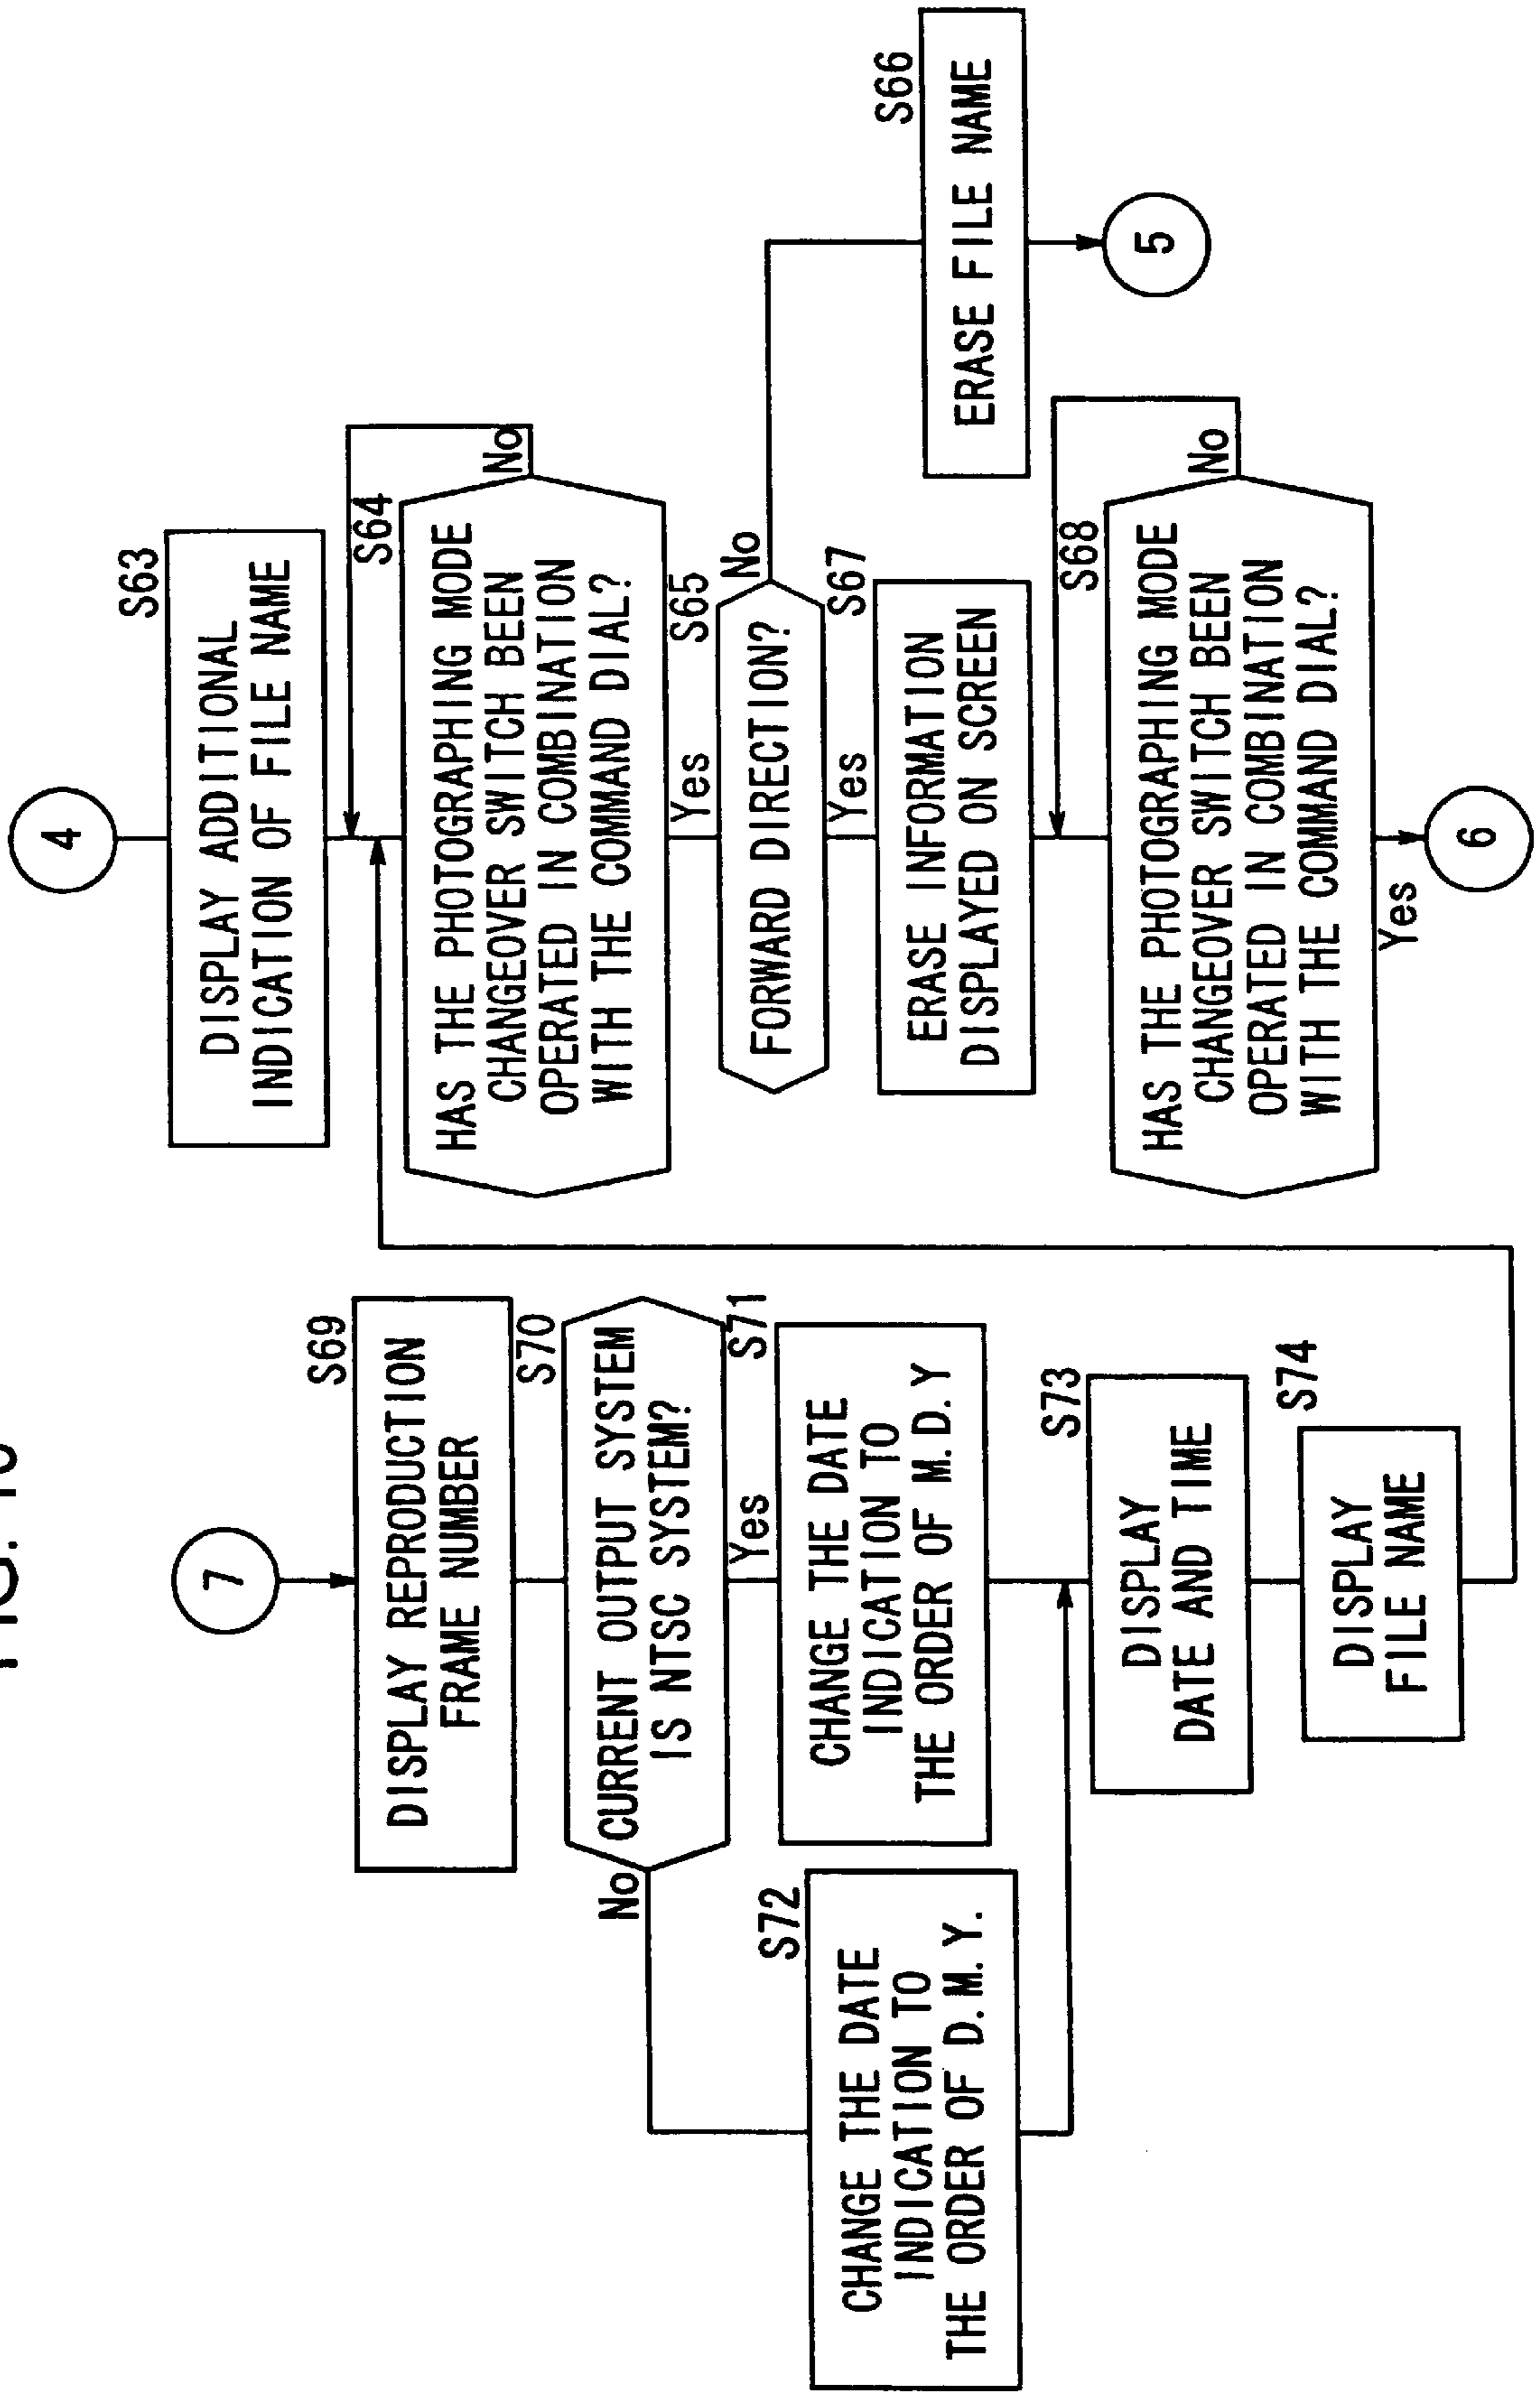 7
DISPLAY REPRODUCTION
FRAME NUMBER
S69
CURRENT OUTPUT SYSTEM
IS NTSC SYSTEM?
S70
No
Yes
CHANGE THE DATE
INDICATION TO
THE ORDER OF M.D.Y
S71
CHANGE THE DATE
INDICATION TO
THE ORDER OF D.M.Y.
S72
DISPLAY
DATE AND TIME
S73
DISPLAY
FILE NAME
S74
4
DISPLAY ADDITIONAL
INDICATION OF FILE NAME
S63
HAS THE PHOTOGRAPHING MODE
CHANGEOVER SWITCH BEEN
OPERATED IN COMBINATION
WITH THE COMMAND DIAL?
S64
No
Yes
FORWARD DIRECTION?
S65
No
Yes
ERASE FILE NAME
S66
5
ERASE INFORMATION
DISPLAYED ON SCREEN
S67
HAS THE PHOTOGRAPHING MODE
CHANGEOVER SWITCH BEEN
OPERATED IN COMBINATION
WITH THE COMMAND DIAL?
S68
No
Yes
6